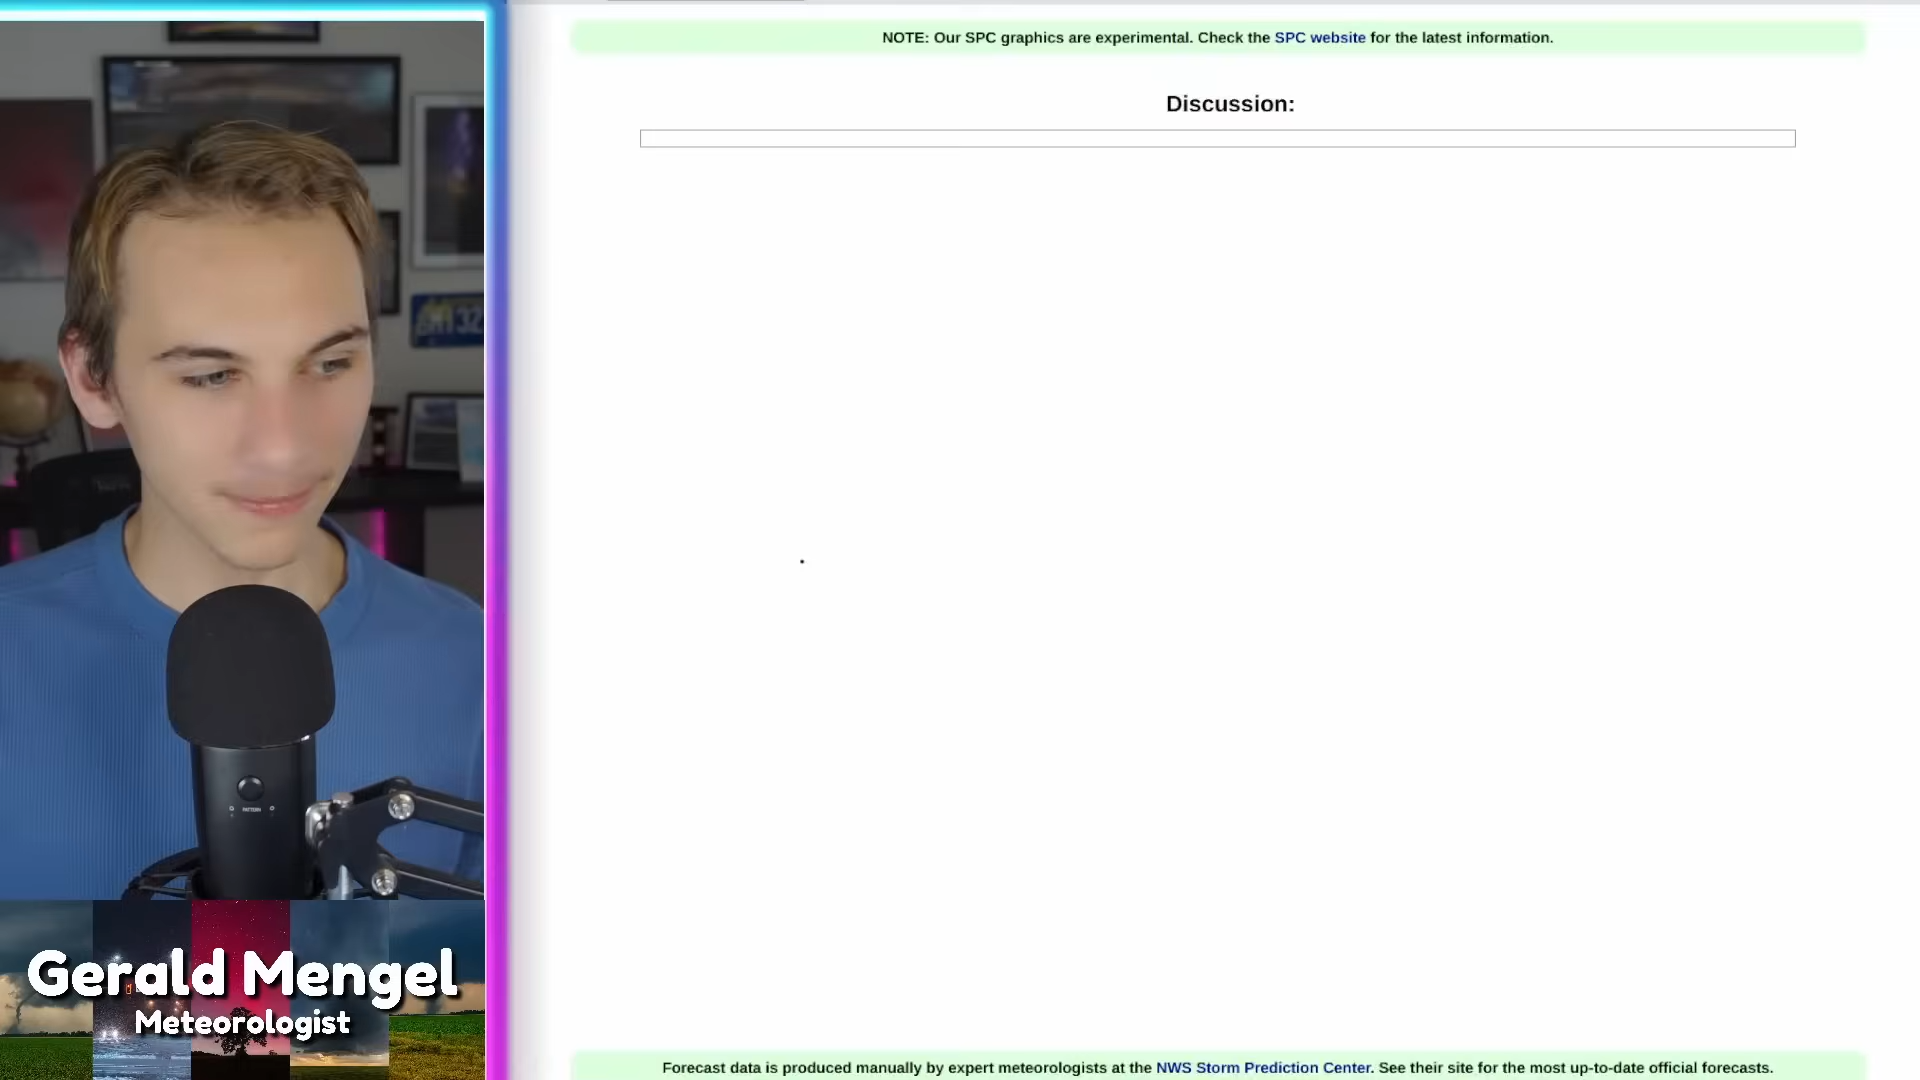 NOTE: Our SPC graphics are experimental. Check the SPC website for the latest information.
Discussion:
PATTERN
Gerald Mengel
Meteorologist
Forecast data is produced manually by expert meteorologists at the NWS Storm Prediction Center. See their site for the most up-to-date official forecasts.